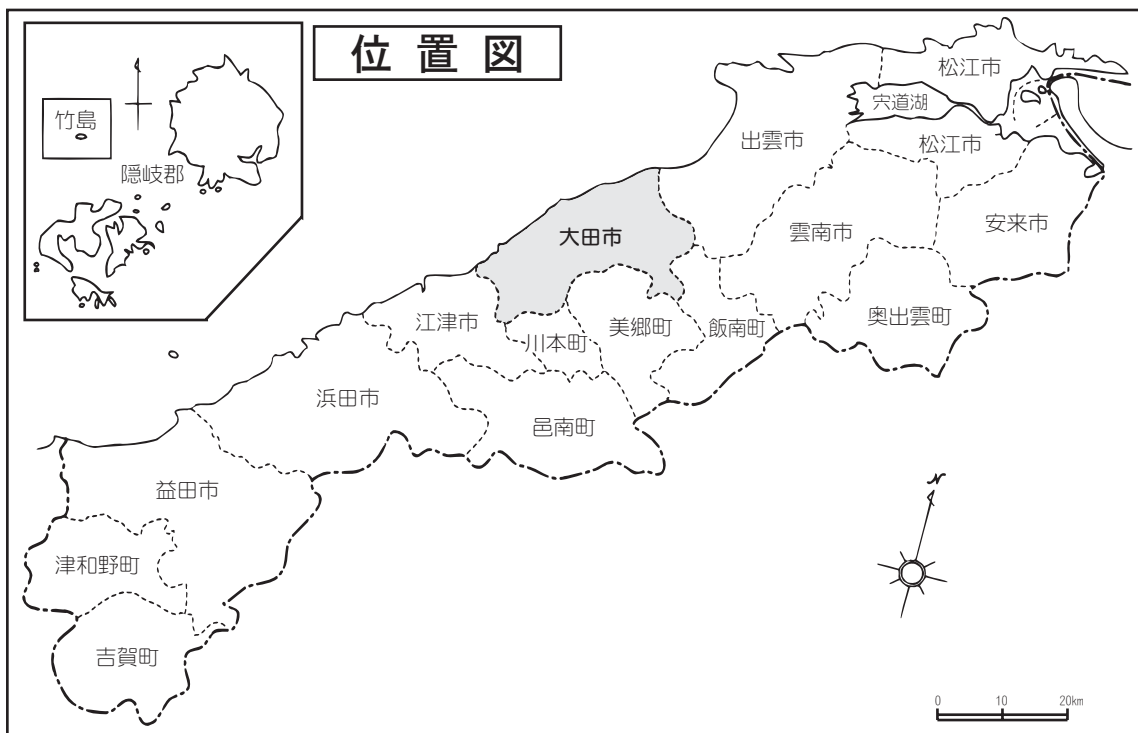 位置図
竹島
隠岐郡
松江市
宍道湖
出雲市
松江市
大田市
雲南市
安来市
江津市
川本町
美郷町
飯南町
奥出雲町
浜田市
邑南町
益田市
津和野町
吉賀町
N
0 10 20km